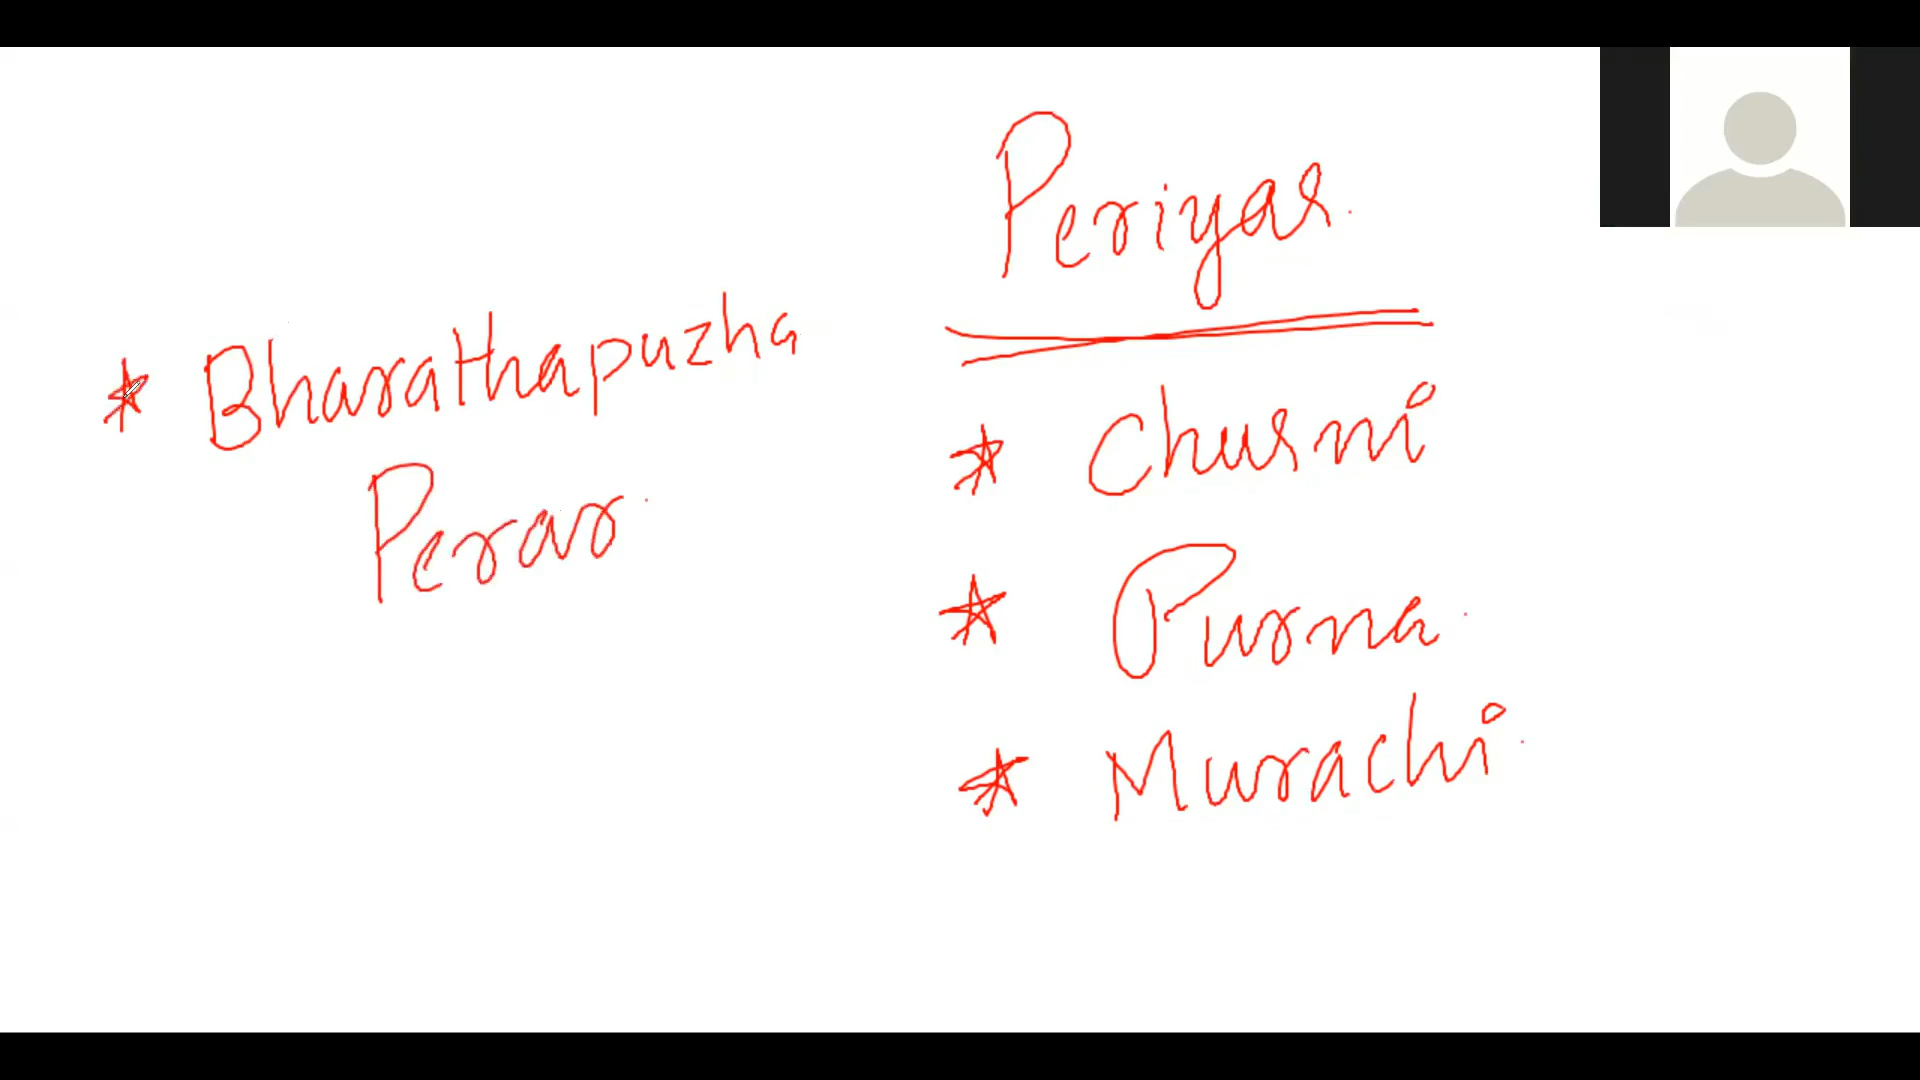 * Bharathapuzha
Perar.
Periyar.
* Churni
* Purna.
* Murachi.